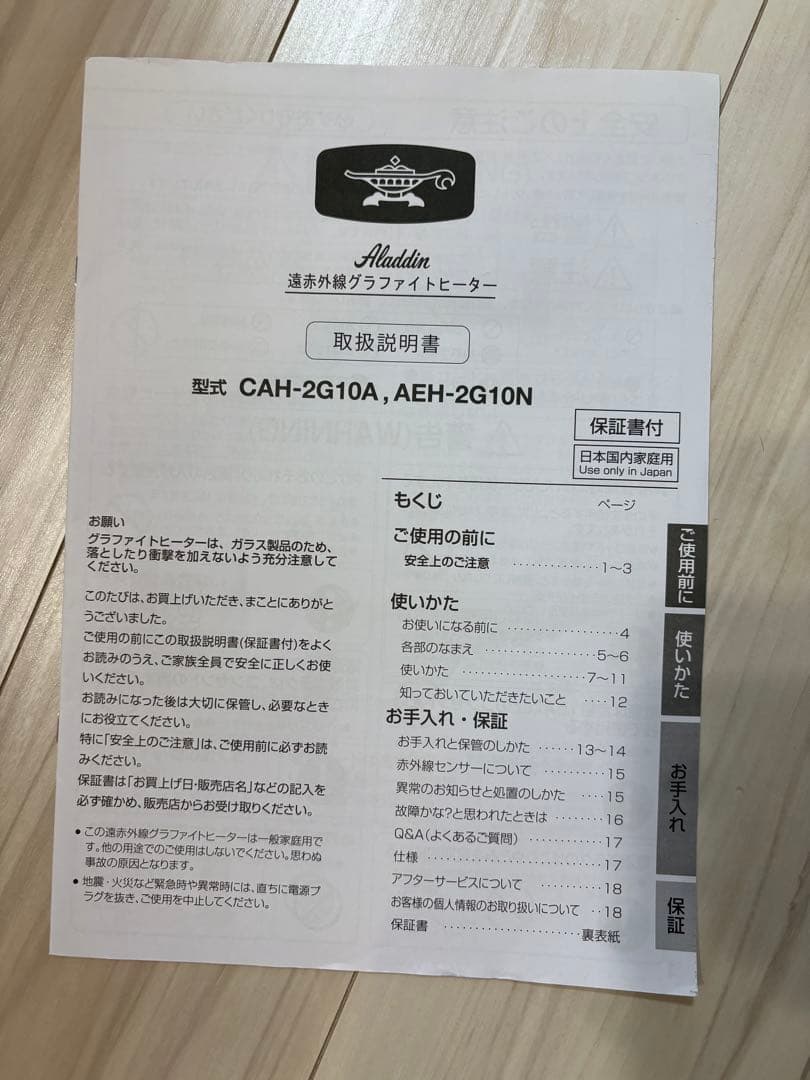 Aladdin
遠赤外線グラファイトヒーター
取扱説明書
型式 CAH-2G10A , AEH-2G10N
保証書付
日本国内家庭用
Use only in Japan
お願い
グラファイトヒーターは、ガラス製品のため、
落としたり衝撃を加えないよう充分注意して
ください。
このたびは、お買上げいただき、まことにありがと
うございました。
ご使用の前にこの取扱説明書(保証書付)をよく
お読みのうえ、ご家族全員で安全に正しくお使
いください。
お読みになった後は大切に保管し、必要なとき
にお役立てください。
特に「安全上のご注意」は、ご使用前に必ずお読
みください。
保証書は「お買上げ日・販売店名」などの記入を
必ず確かめ、販売店からお受け取りください。
● この遠赤外線グラファイトヒーターは一般家庭用で
す。他の用途でのご使用はしないでください。思わぬ
事故の原因となります。
● 地震・火災など緊急時や異常時には、直ちに電源プ
ラグを抜き、ご使用を中止してください。
もくじ ページ
ご使用の前に
安全上のご注意 ‥‥‥‥‥‥‥1〜3
使いかた
お使いになる前に ‥‥‥‥‥‥‥‥‥4
各部のなまえ ‥‥‥‥‥‥‥‥‥5〜6
使いかた ‥‥‥‥‥‥‥‥‥7〜11
知っておいていただきたいこと ‥‥12
お手入れ・保証
お手入れと保管のしかた ‥‥‥13〜14
赤外線センサーについて ‥‥‥‥‥15
異常のお知らせと処置のしかた ‥‥15
故障かな?と思われたときは ‥‥‥‥16
Q&A(よくあるご質問) ‥‥‥‥‥‥17
仕様 ‥‥‥‥‥‥‥‥‥‥‥‥‥17
アフターサービスについて ‥‥‥‥‥18
お客様の個人情報のお取り扱いについて ‥18
保証書 ‥‥‥‥‥‥‥‥‥‥‥裏表紙
ご使用前に
使いかた
お手入れ
保証